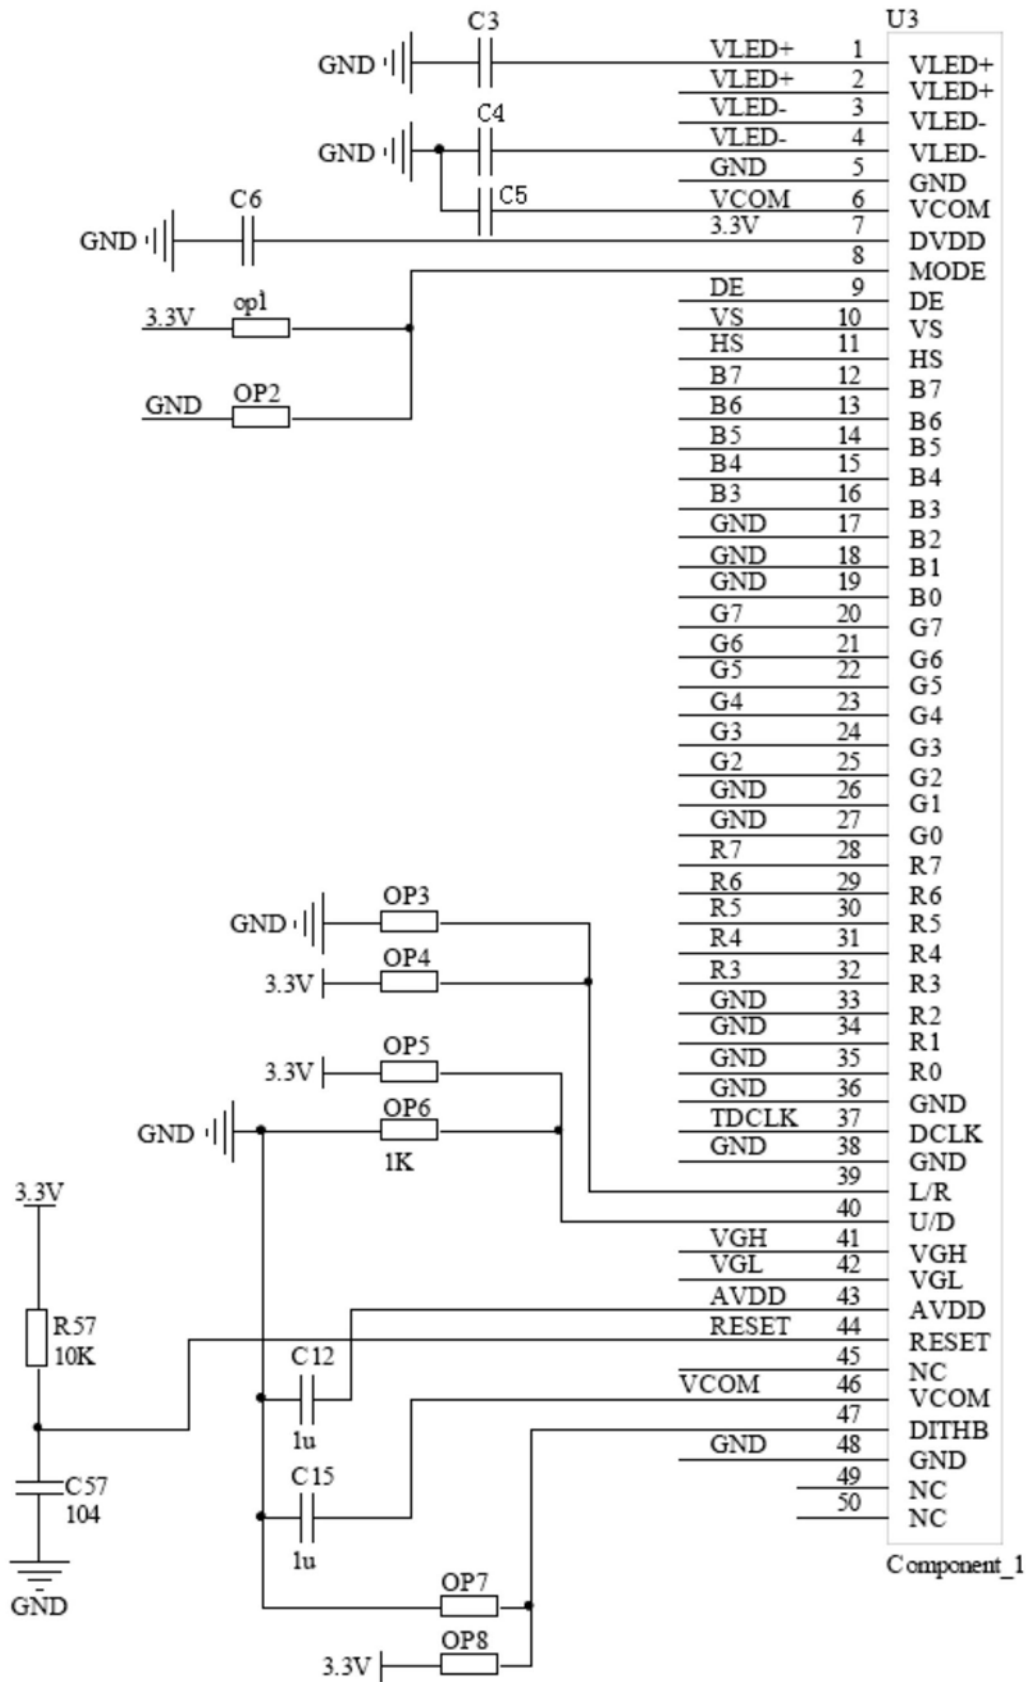 U3
C3
GND
VLED+ 1 VLED+
VLED+ 2 VLED+
VLED- 3 VLED-
C4
GND
VLED- 4 VLED-
GND 5 GND
C5
VCOM 6 VCOM
C6
GND
3.3V 7 DVDD
8 MODE
op1
3.3V
OP2
GND
DE 9 DE
VS 10 VS
HS 11 HS
B7 12 B7
B6 13 B6
B5 14 B5
B4 15 B4
B3 16 B3
GND 17 B2
GND 18 B1
GND 19 B0
G7 20 G7
G6 21 G6
G5 22 G5
G4 23 G4
G3 24 G3
G2 25 G2
GND 26 G1
GND 27 G0
R7 28 R7
R6 29 R6
R5 30 R5
R4 31 R4
R3 32 R3
GND 33 R2
GND 34 R1
GND 35 R0
GND 36 GND
TDCLK 37 DCLK
GND 38 GND
39 L/R
40 U/D
OP3
GND
OP4
3.3V
OP5
3.3V
OP6
GND
1K
VGH 41 VGH
VGL 42 VGL
AVDD 43 AVDD
RESET 44 RESET
45 NC
VCOM 46 VCOM
47 DITHB
GND 48 GND
49 NC
50 NC
3.3V
R57
10K
C12
1u
C57
104
GND
C15
1u
OP7
OP8
3.3V
Component_1